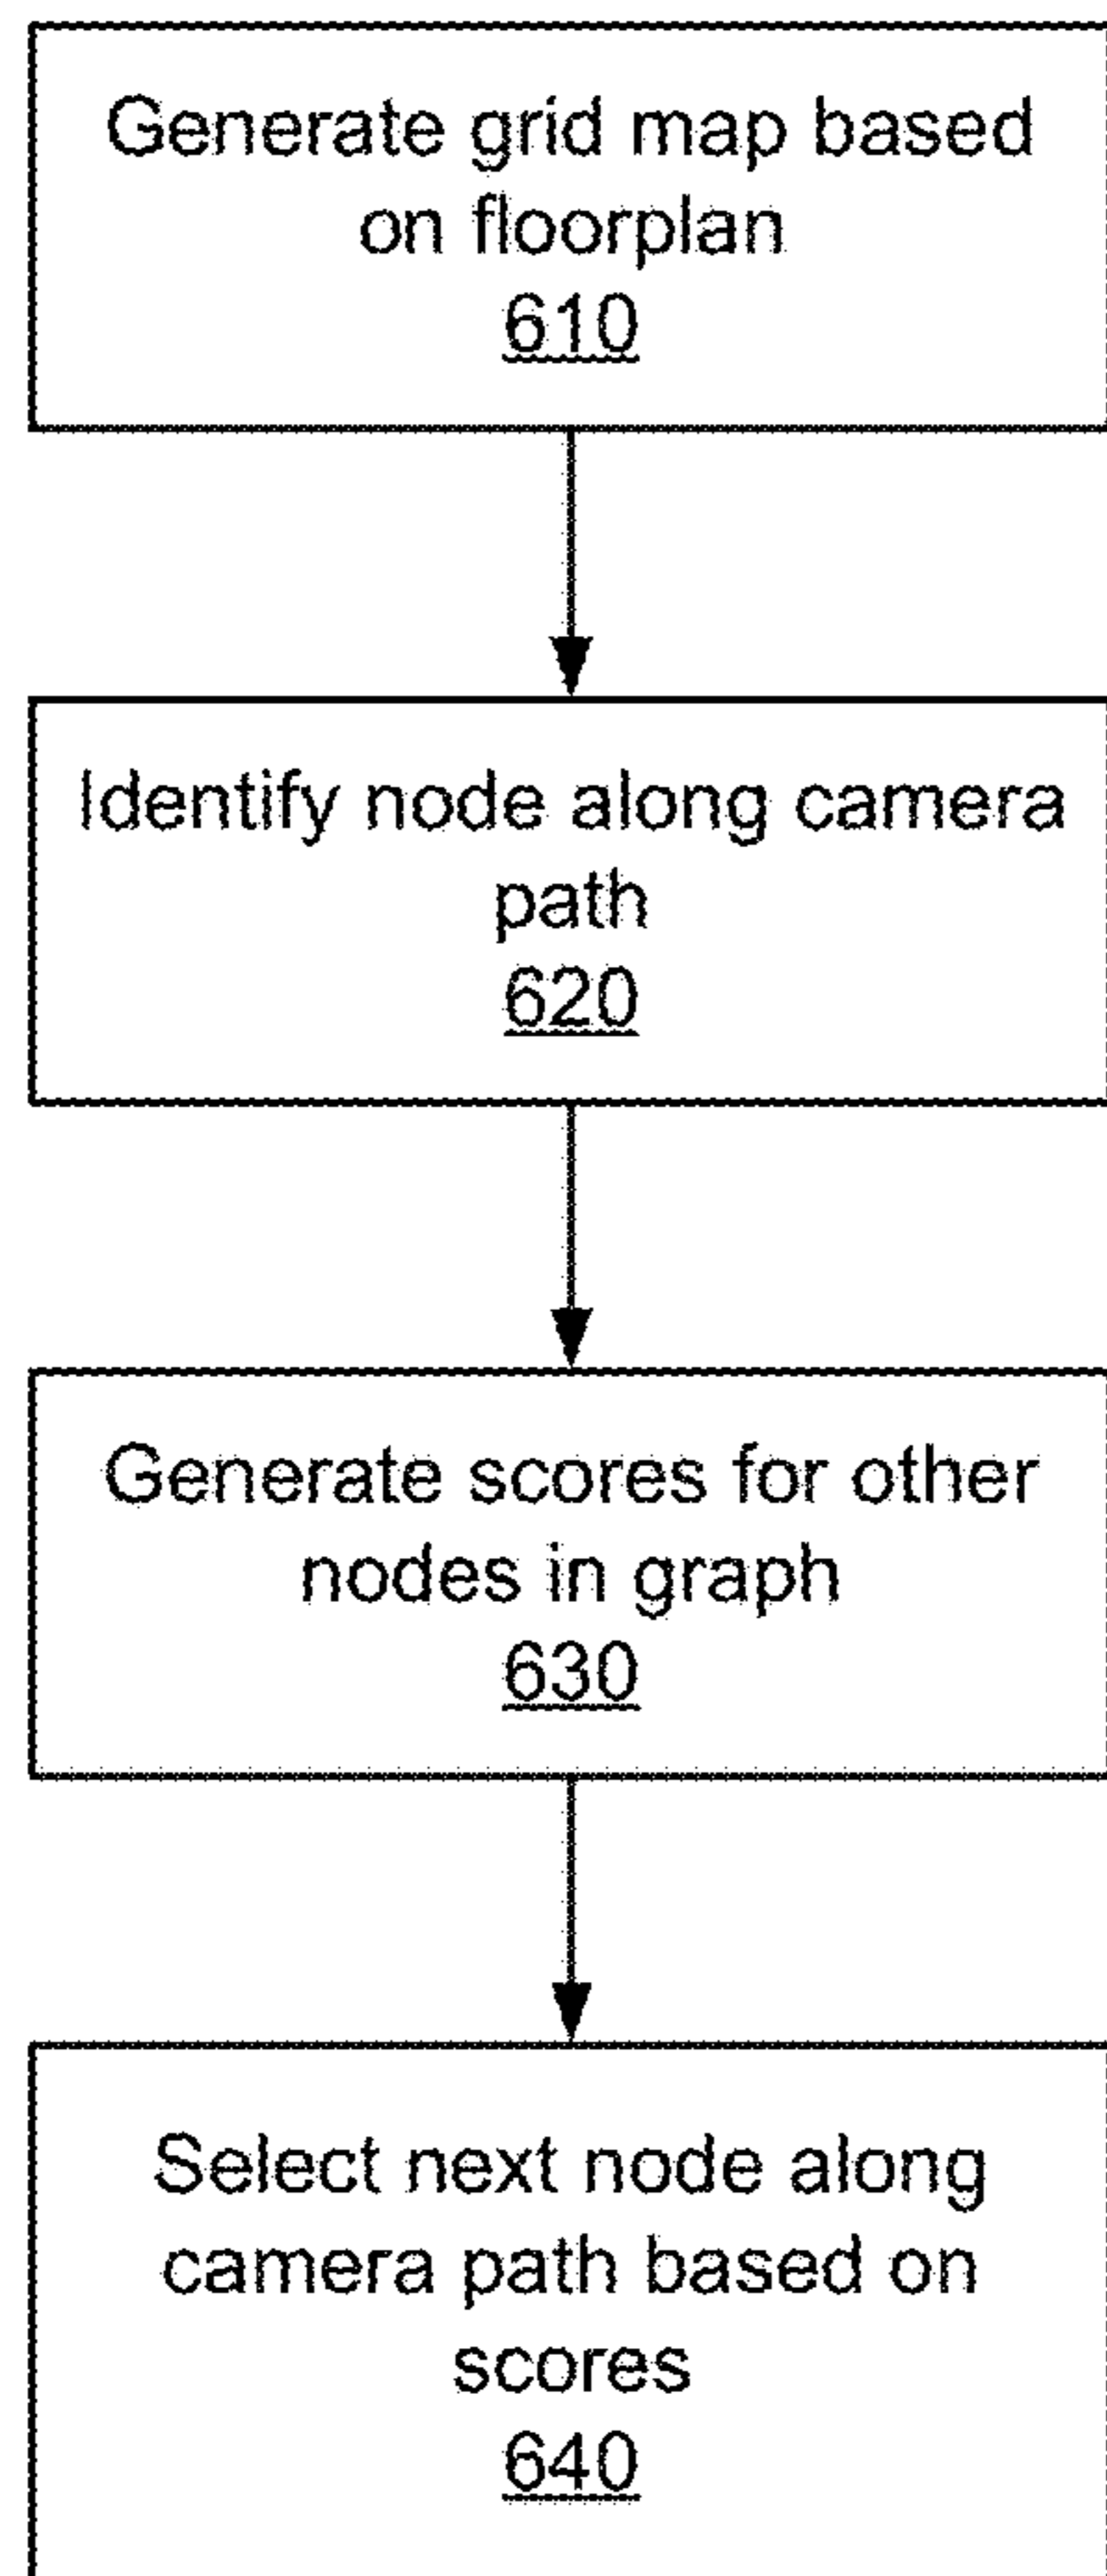 Generate grid map based
on floorplan
610
Identify node along camera
path
620
Generate scores for other
nodes in graph
630
Select next node along
camera path based on
scores
640